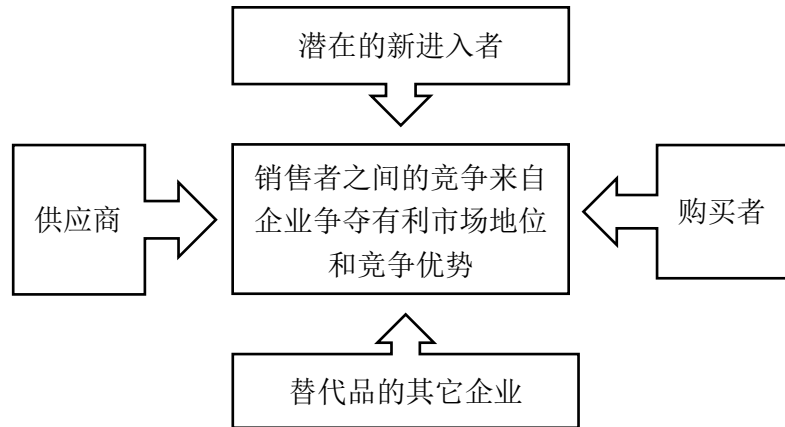 潜在的新进入者
供应商
销售者之间的竞争来自
企业争夺有利市场地位
和竞争优势
购买者
替代品的其它企业